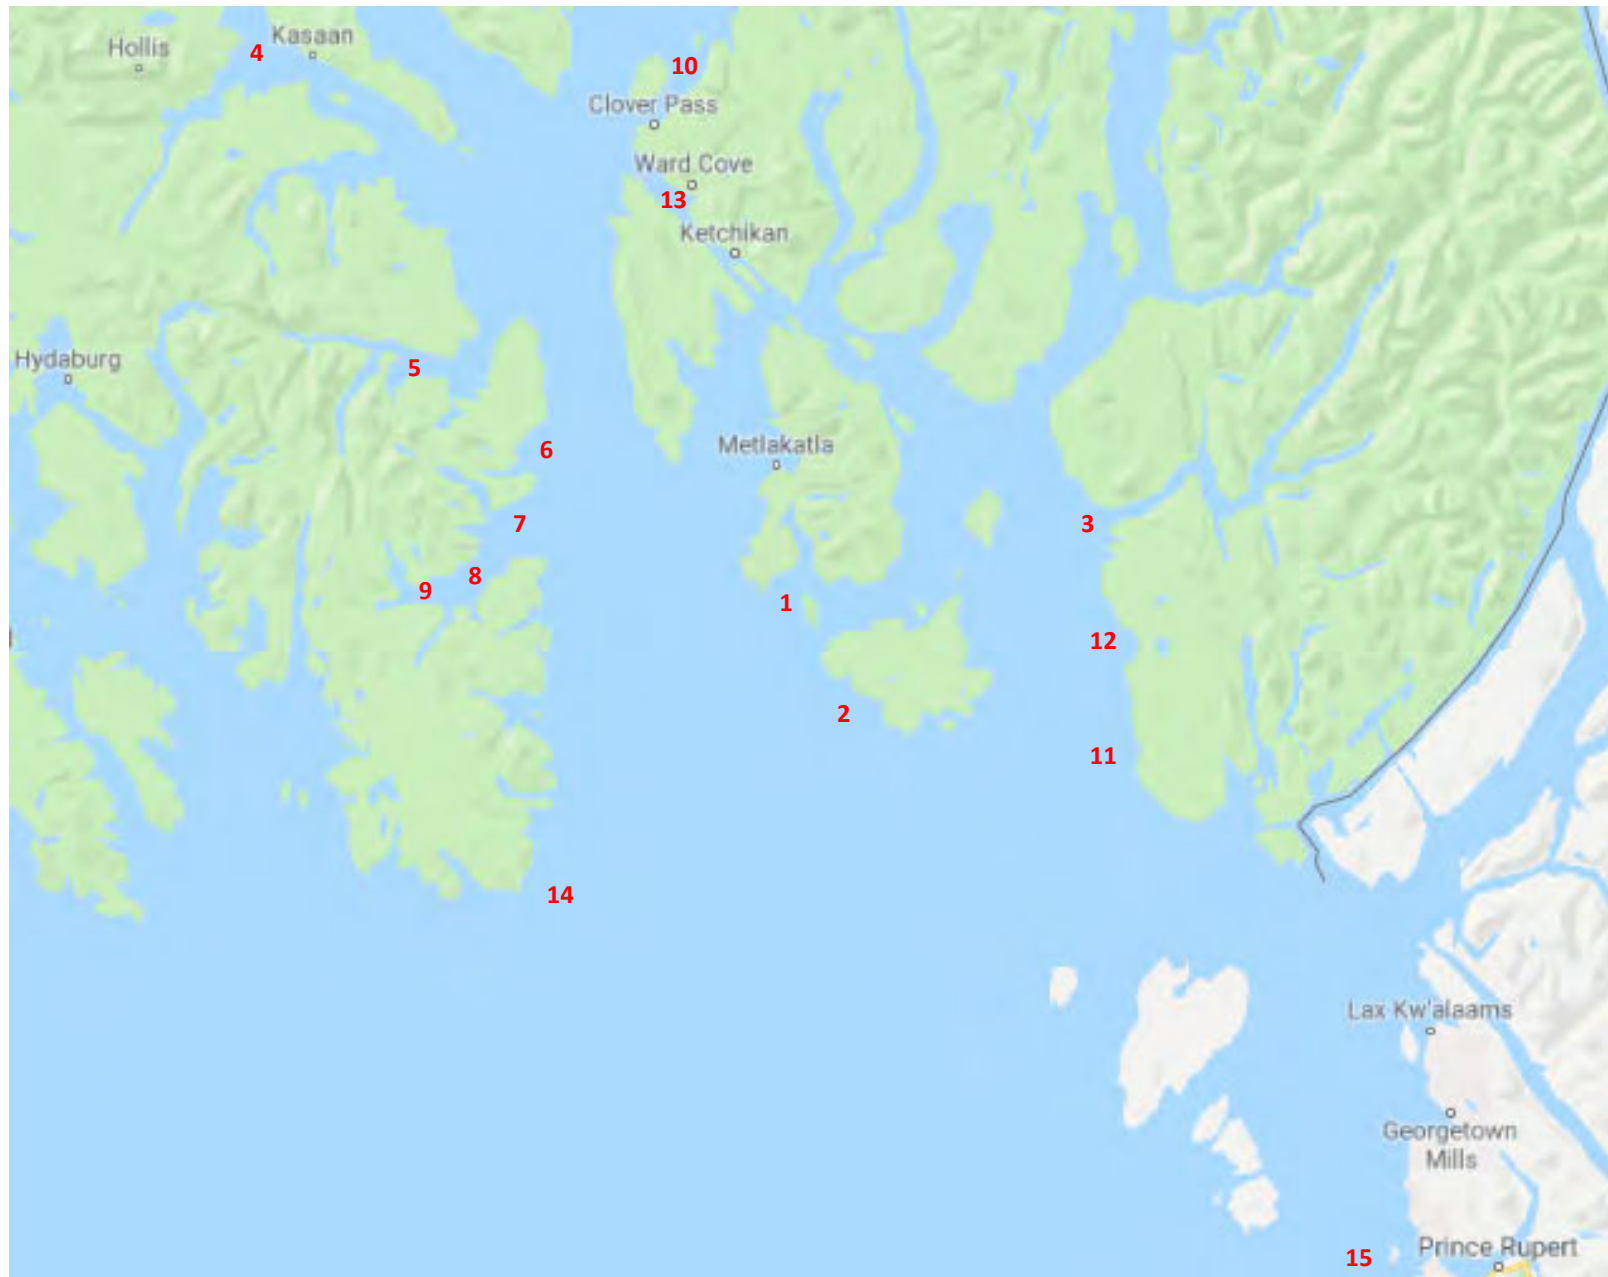 Kasaan
Hollis
4
10
Clover Pass
Ward Cove
13
Ketchikan
Hydaburg
5
Metlakatla
6
7
3
8
9
1
12
2
11
14
Lax Kw'alaams
Georgetown
Mills
Prince Rupert
15